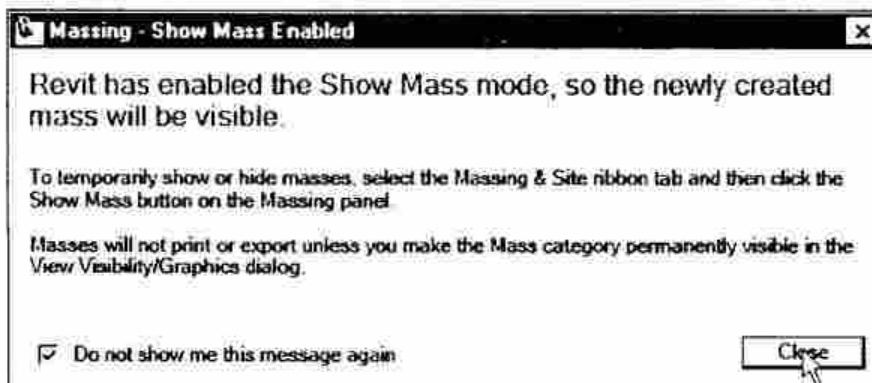 Massing - Show Mass Enabled
Revit has enabled the Show Mass mode, so the newly created
mass will be visible.
To temporarily show or hide masses, select the Massing & Site ribbon tab and then click the
Show Mass button on the Massing panel.
Masses will not print or export unless you make the Mass category permanently visible in the
View Visibility/Graphics dialog.
Do not show me this message again
Close